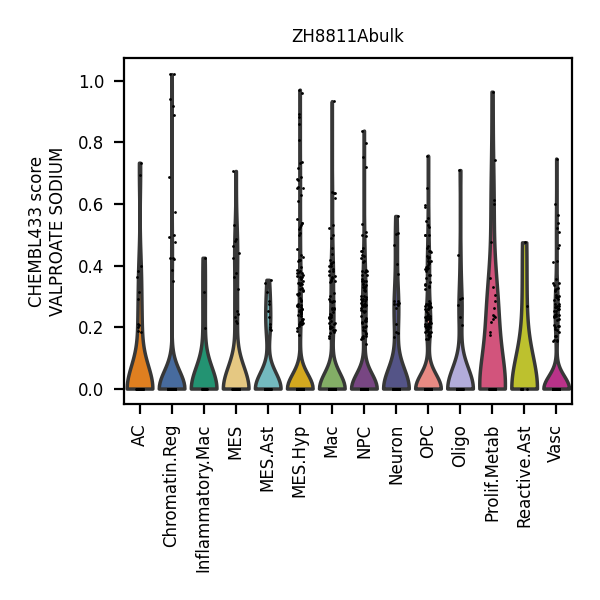 ZH8811Abulk
CHEMBL433 score
VALPROATE SODIUM
1.0
0.8
0.6
0.4
0.2
0.0
AC
Chromatin.Reg
Inflammatory.Mac
MES
MES.Ast
MES.Hyp
Mac
NPC
Neuron
OPC
Oligo
Prolif.Metab
Reactive.Ast
Vasc